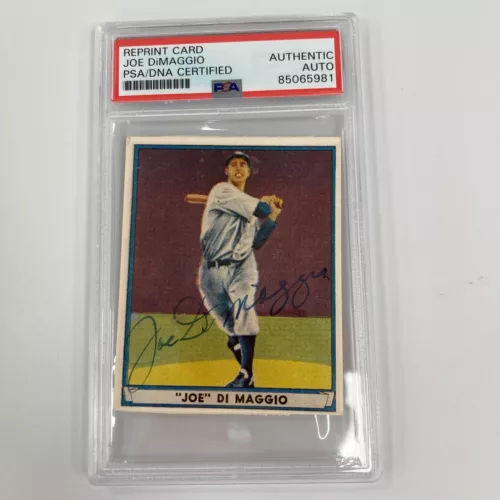 REPRINT CARD
JOE DiMAGGIO
PSA/DNA CERTIFIED
AUTHENTIC
AUTO
85065981
PSA
Joe DiMaggio
"JOE" DI MAGGIO